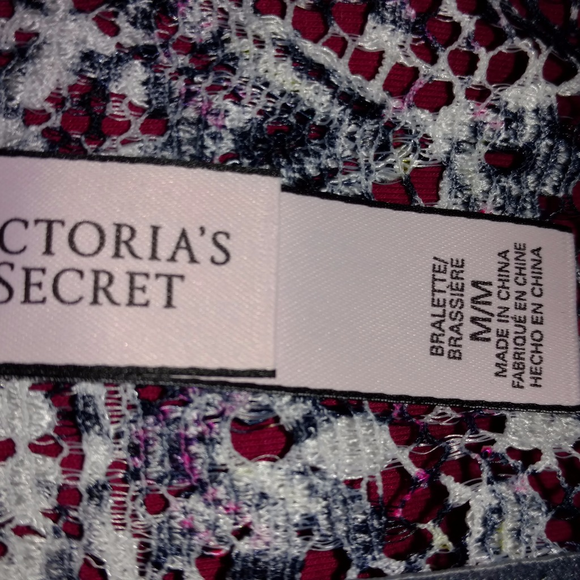 CTORIA'S
SECRET
BRALETTE/
BRASSIÈRE
M/M
MADE IN CHINA
FABRIQUÉ EN CHINE
HECHO EN CHINA